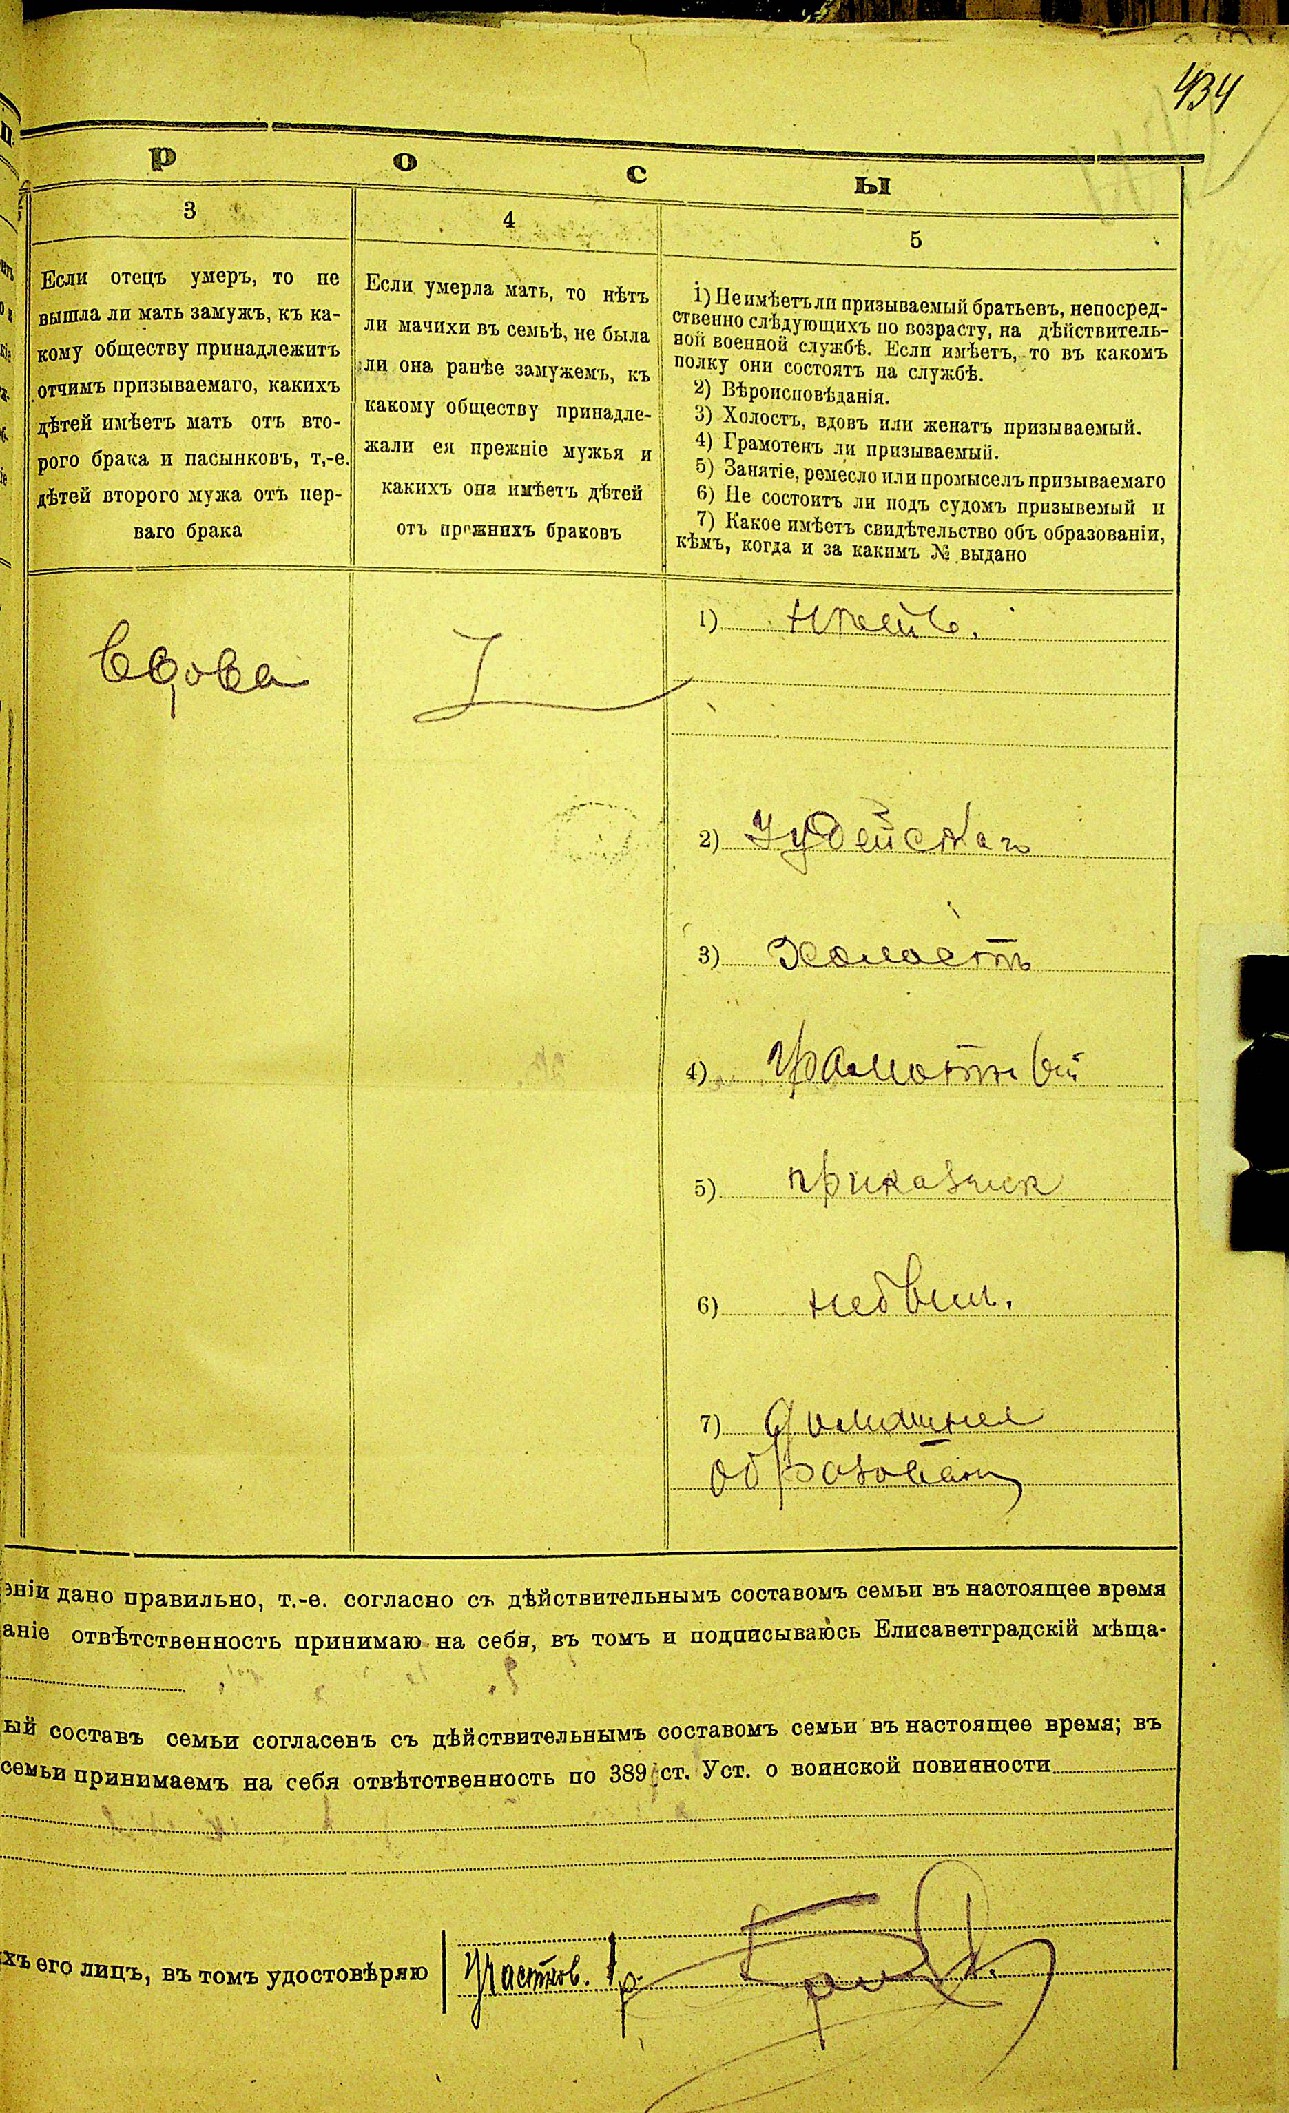 434
Р О С Ы
3
Если отецъ умеръ, то не
вышла ли мать замужъ, къ ка-
кому обществу принадлежитъ
отчимъ призываемаго, какихъ
дѣтей имѣетъ мать отъ вто-
рого брака и пасынковъ, т.-е.
дѣтей второго мужа отъ пер-
ваго брака
4
Если умерла мать, то нѣтъ
ли мачихи въ семьѣ, не была
ли она ранѣе замужемъ, къ
какому обществу принадле-
жали ея прежніе мужья и
какихъ она имѣетъ дѣтей
отъ прежнихъ браковъ
5
1) Не имѣетъ ли призываемый братьевъ, непосред-
ственно слѣдующихъ по возрасту, на дѣйствитель-
ной военной службѣ. Если имѣетъ, то въ какомъ
полку они состоятъ на службѣ.
2) Вѣроисповѣданія.
3) Холостъ, вдовъ или женатъ призываемый.
4) Грамотенъ ли призываемый.
5) Занятіе, ремесло или промыселъ призываемаго
6) Не состоитъ ли подъ судомъ призывемый и
7) Какое имѣетъ свидѣтельство объ образованіи,
кѣмъ, когда и за какимъ № выдано
вдова
1)
2) Іудейскаго
3) Холостъ
4) Грамотный
5) приказчик
6)
7) домашнее
образован
еніи дано правильно, т.-е. согласно съ дѣйствительнымъ составомъ семьи въ настоящее время
аніе отвѣтственность принимаю на себя, въ томъ и подписываюсь Елисаветградскій мѣща-
ый составъ семьи согласенъ съ дѣйствительнымъ составомъ семьи въ настоящее время; въ
семьи принимаемъ на себя отвѣтственность по 389 ст. Уст. о воинской повинности
хъ его лицъ, въ томъ удостовѣряю
Участков.